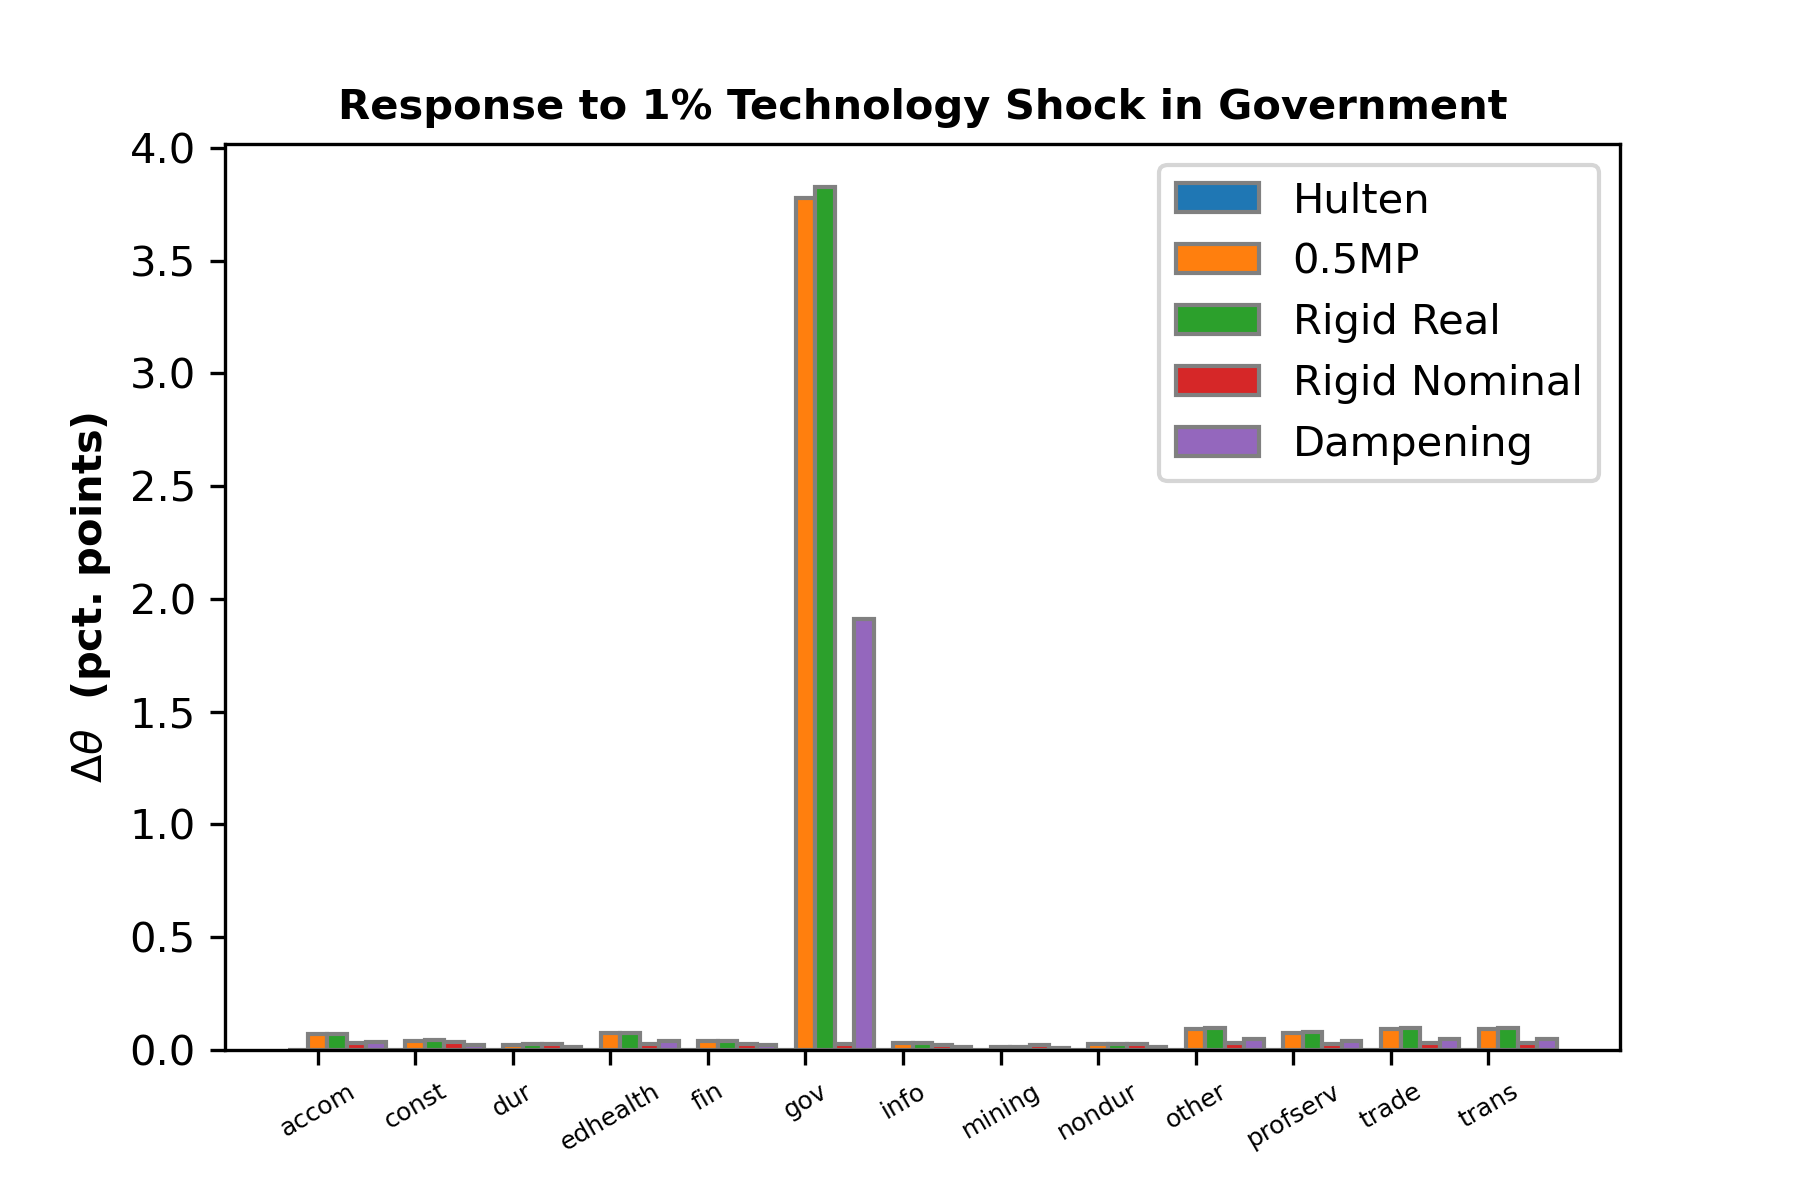 Response to 1% Technology Shock in Government
Δθ (pct. points)
4.0
3.5
3.0
2.5
2.0
1.5
1.0
0.5
0.0
Hulten
0.5MP
Rigid Real
Rigid Nominal
Dampening
accom
const
dur
edhealth
fin
gov
info
mining
nondur
other
profserv
trade
trans